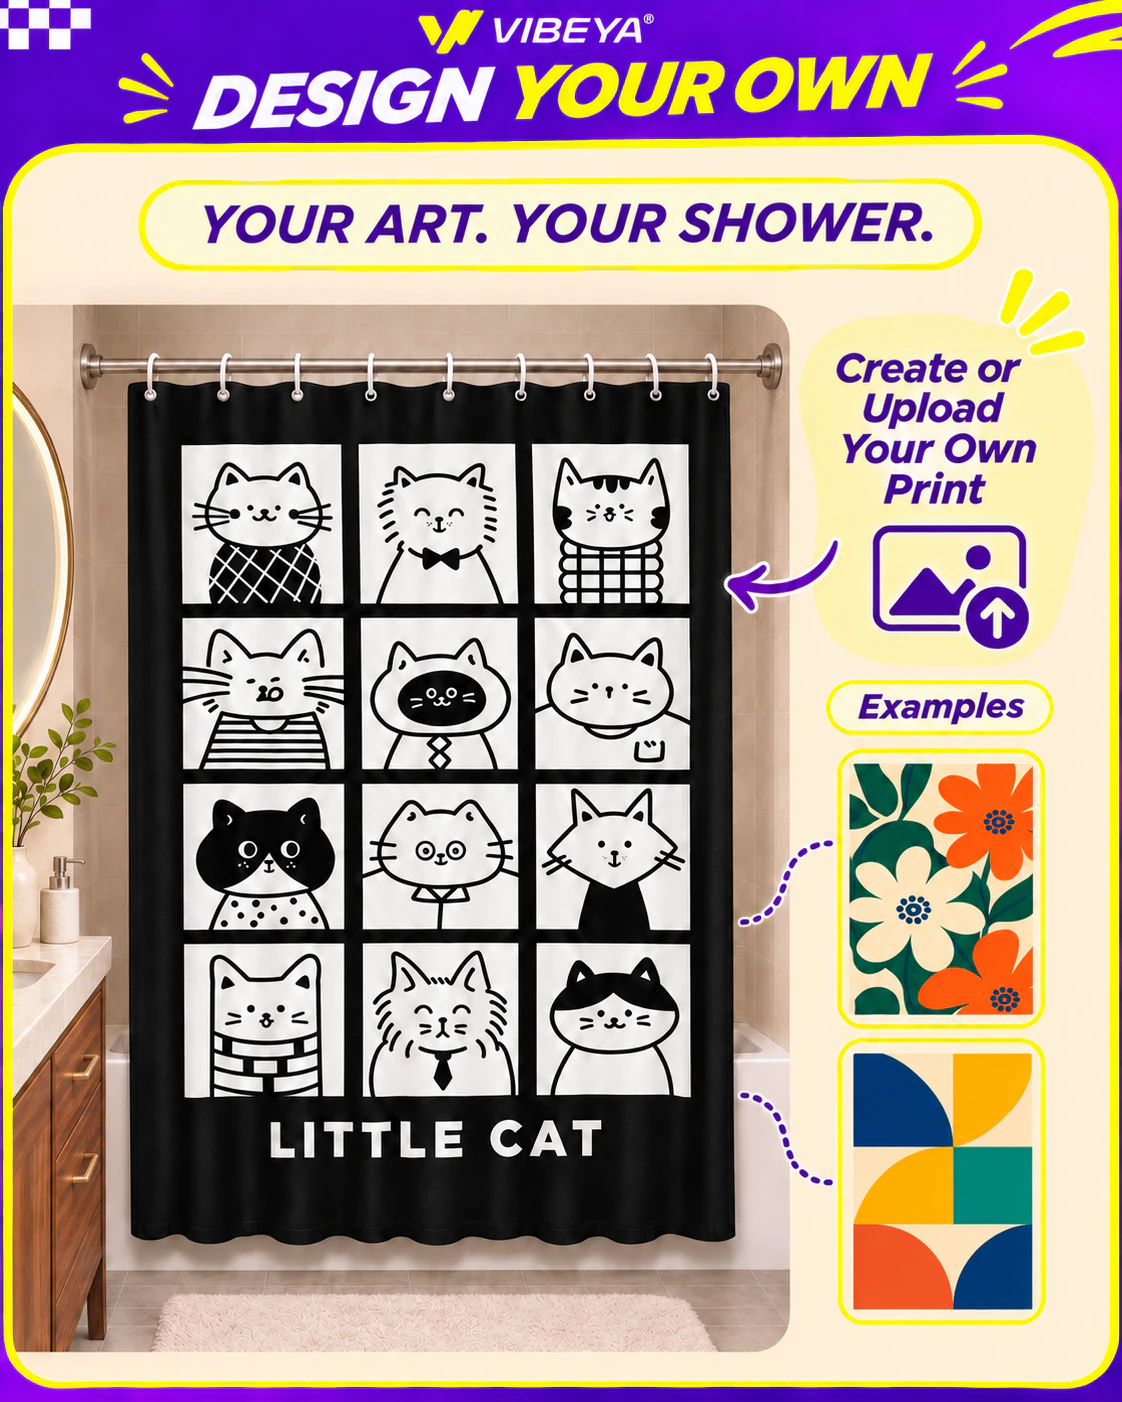 VIBEYA®
DESIGN YOUR OWN
YOUR ART. YOUR SHOWER.
Create or
Upload
Your Own
Print
Examples
LITTLE CAT